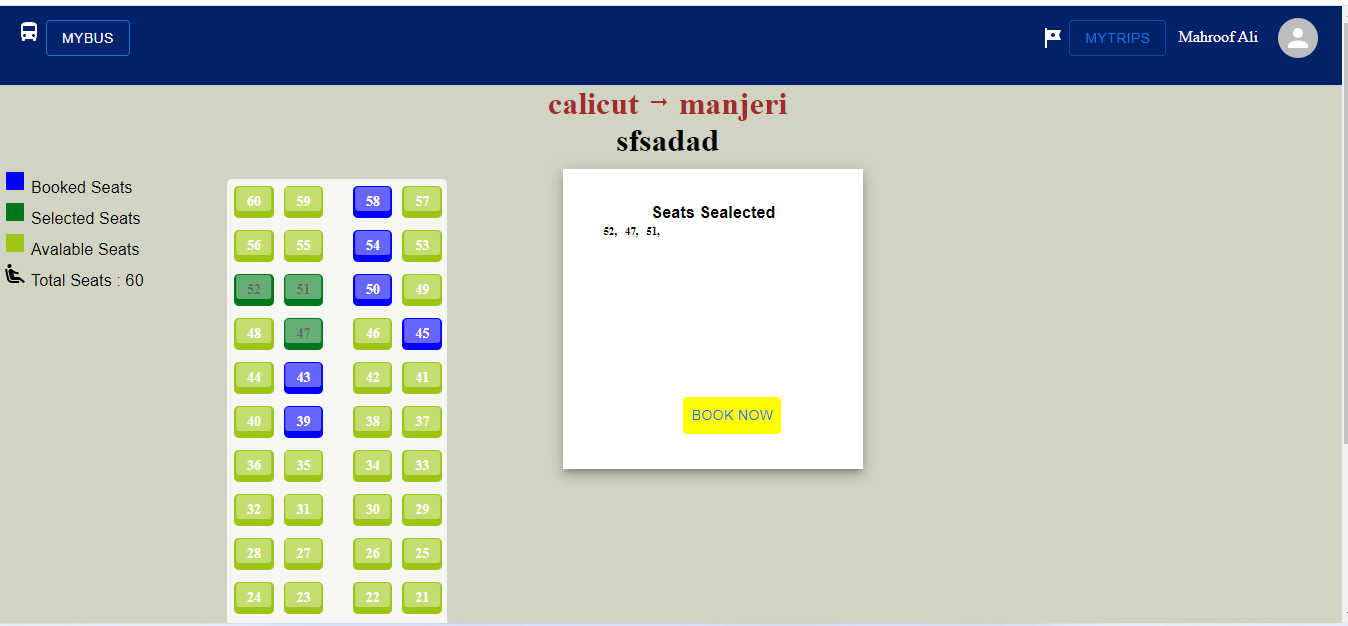 MYBUS
MYTRIPS Mahroof Ali
calicut → manjeri
sfsadad
Booked Seats
Selected Seats
Avalable Seats
Total Seats : 60
60 59 58 57
56 55 54 53
52 51 50 49
48 47 46 45
44 43 42 41
40 39 38 37
36 35 34 33
32 31 30 29
28 27 26 25
24 23 22 21
Seats Sealected
52, 47, 51,
BOOK NOW